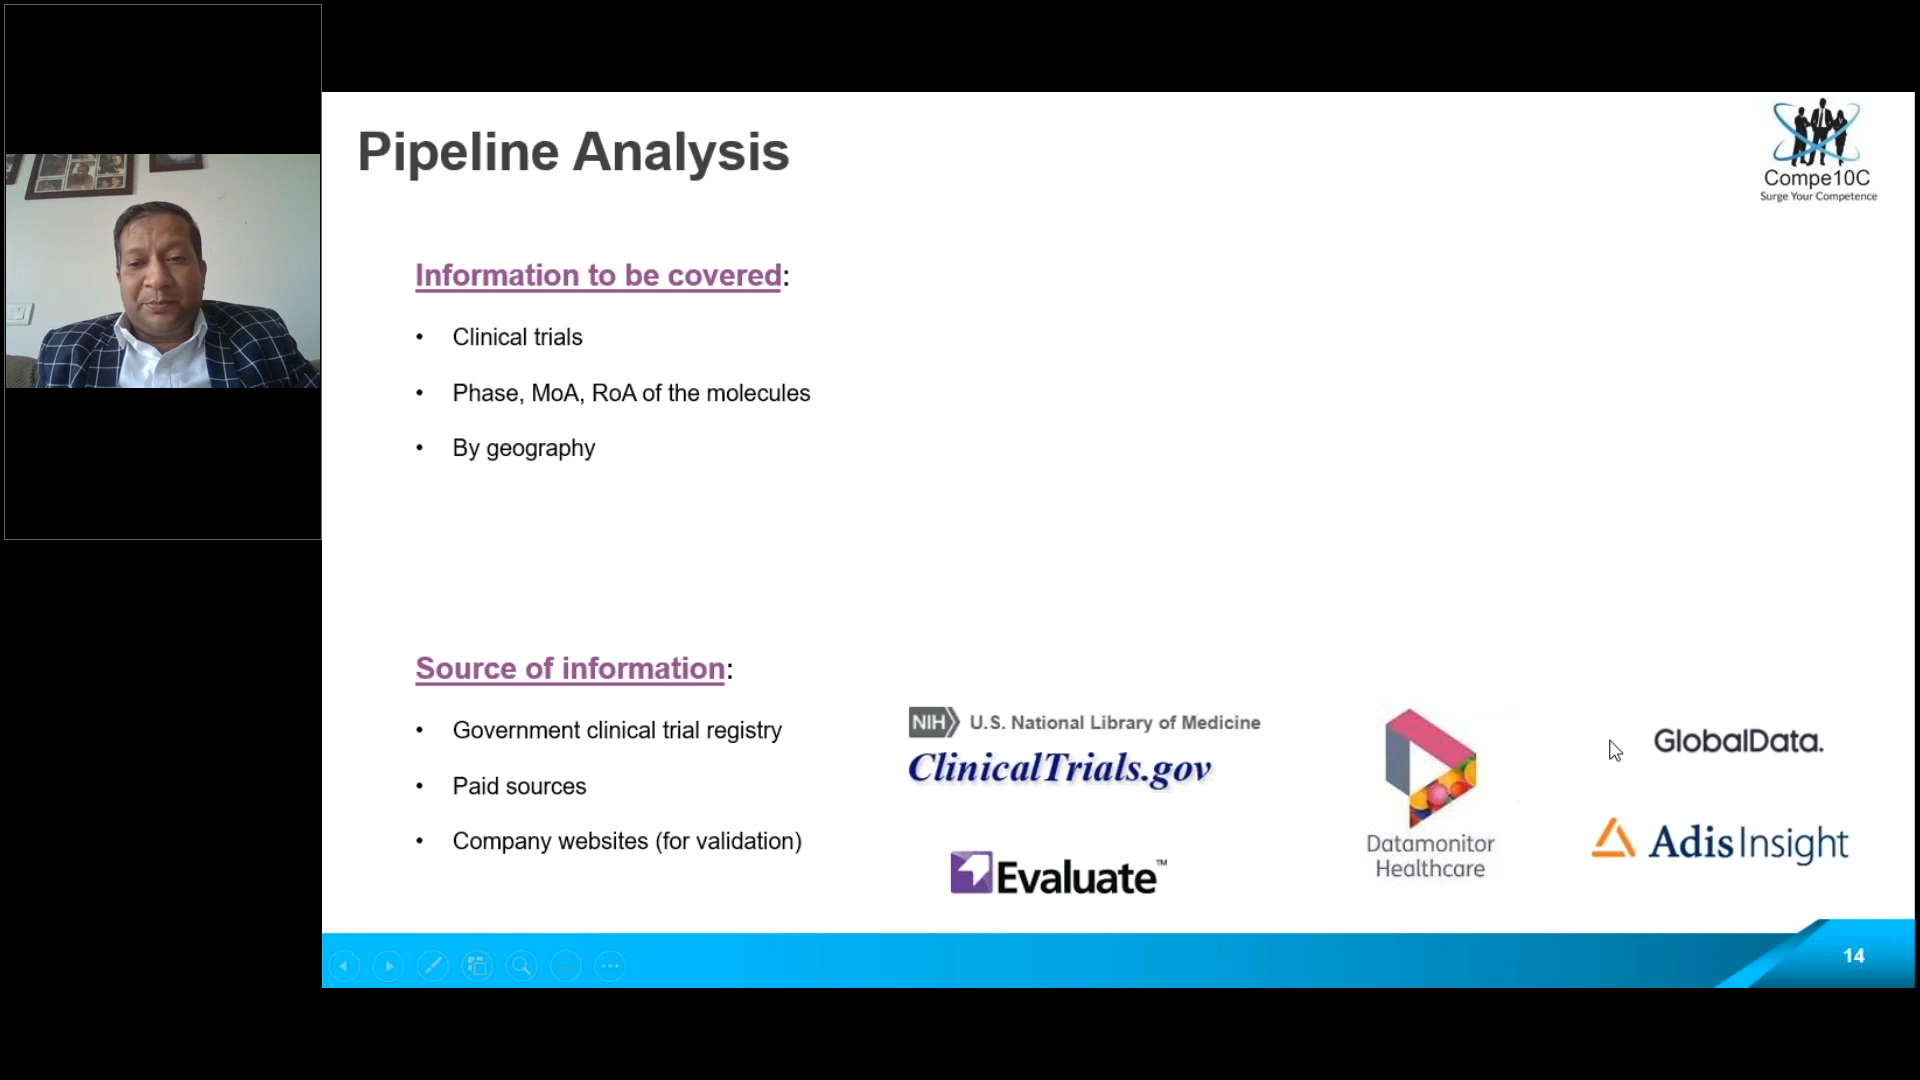 Pipeline Analysis
Compe10C
Surge Your Competence
Information to be covered:
• Clinical trials
• Phase, MoA, RoA of the molecules
• By geography
Source of information:
• Government clinical trial registry
• Paid sources
• Company websites (for validation)
NIH U.S. National Library of Medicine
ClinicalTrials.gov
Evaluate™
Datamonitor
Healthcare
GlobalData.
AdisInsight
14